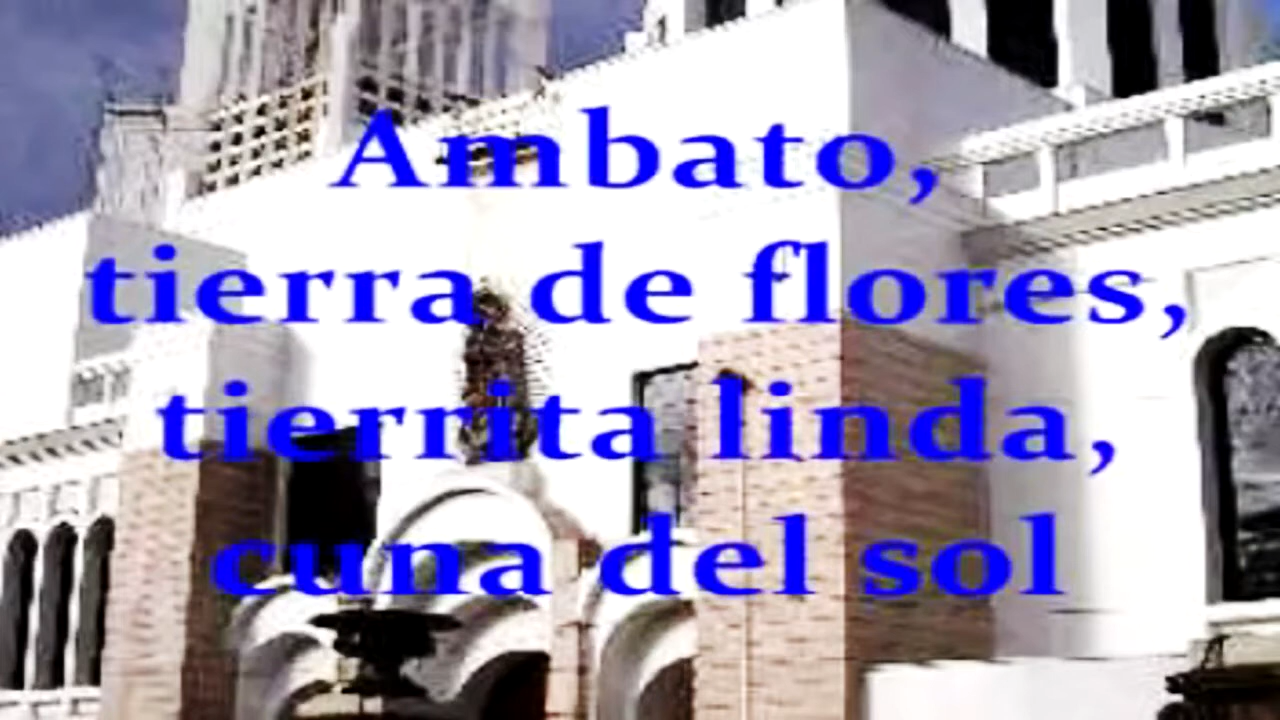 Ambato,
tierra de flores,
tierrita linda,
cuna del sol